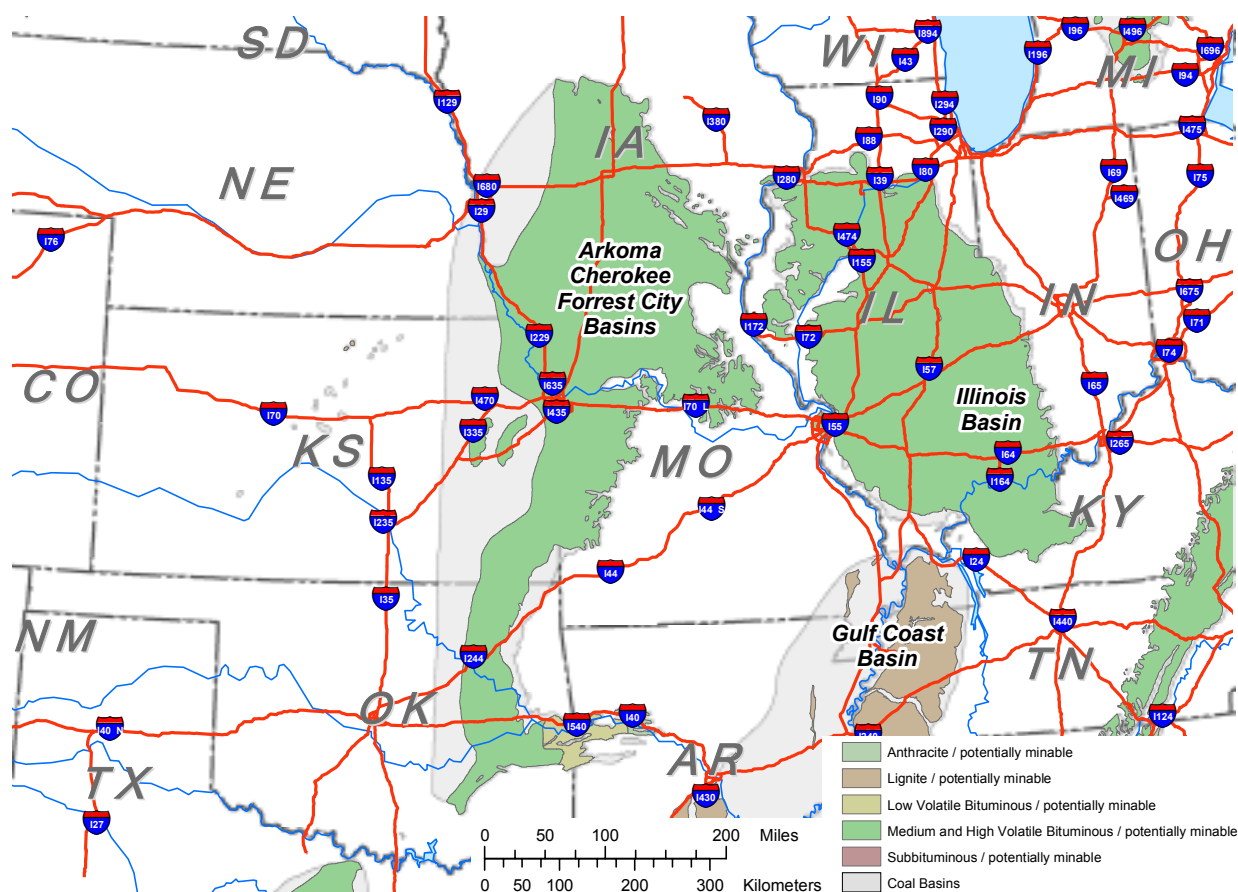 SD
WI
MI
NE
IA
OH
IL
IN
CO
KS
MO
KY
NM
OK
TN
TX
AR
I129
I894
I43
I196
I96
I496
I696
I94
I90
I294
I380
I88
I290
I475
I680
I280
I39
I80
I69
I75
I29
I469
I76
I474
I155
I675
I71
I172
I72
I229
I74
I57
I65
I635
I470
I70
I435
I70 L
I335
I55
I265
I64
I164
I135
I44 S
I235
I24
I44
I35
I440
I244
I40 N
I540
I40
I240
I124
I430
I27
Arkoma
Cherokee
Forrest City
Basins
Illinois
Basin
Gulf Coast
Basin
Anthracite / potentially minable
Lignite / potentially minable
Low Volatile Bituminous / potentially minable
Medium and High Volatile Bituminous / potentially minable
Subbituminous / potentially minable
Coal Basins
0 50 100 200 Miles
0 50 100 200 300 Kilometers